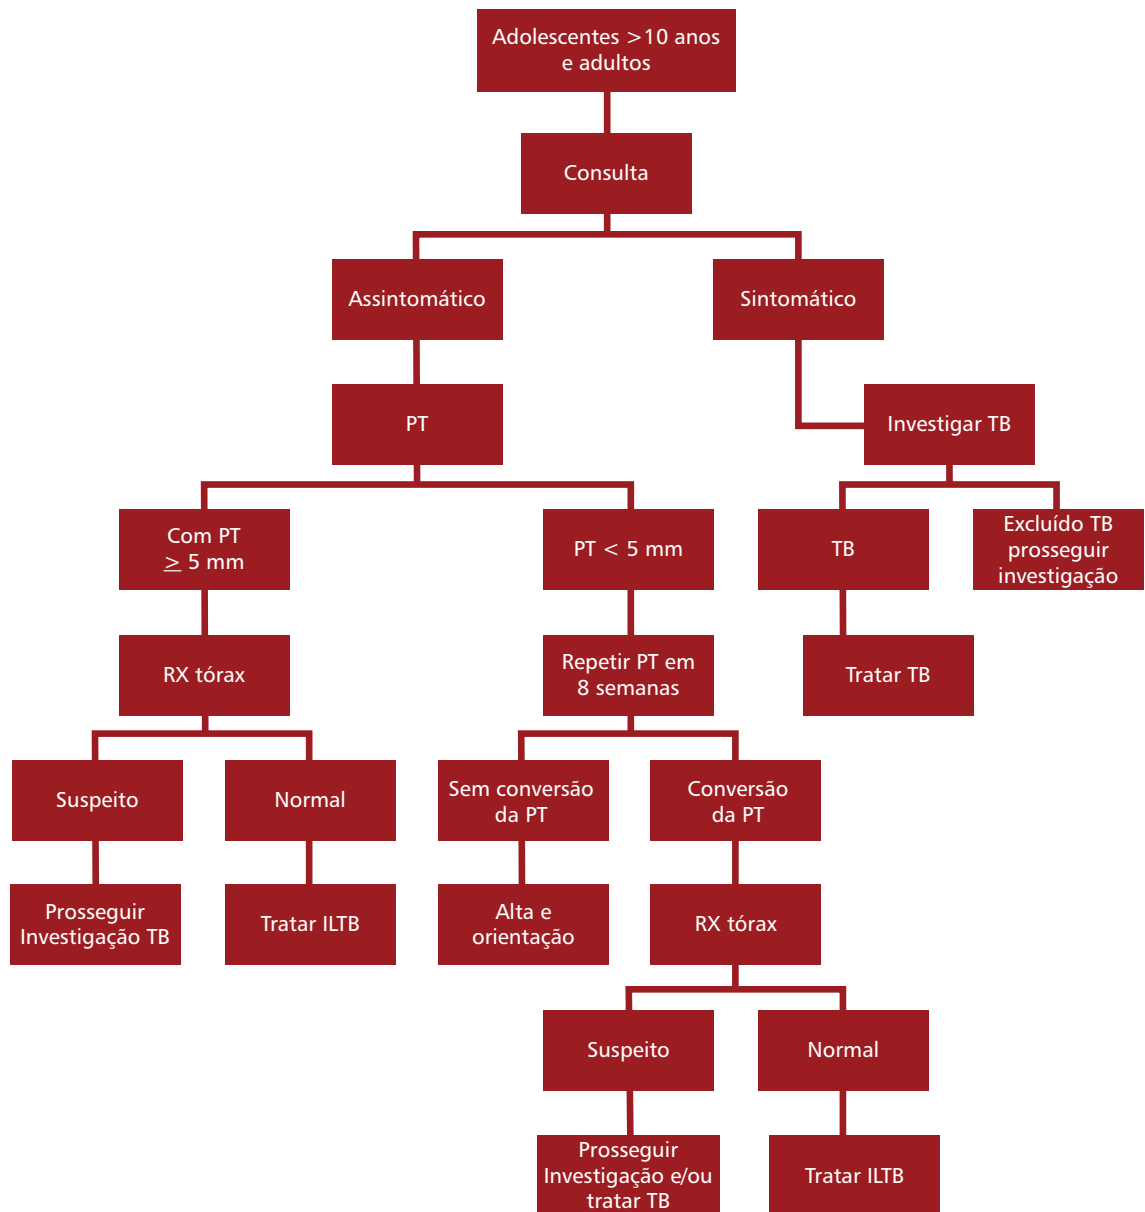 Adolescentes >10 anos
e adultos
Consulta
Assintomático
Sintomático
PT
Investigar TB
Com PT
≥ 5 mm
PT < 5 mm
TB
Excluído TB
prosseguir
investigação
RX tórax
Repetir PT em
8 semanas
Tratar TB
Suspeito
Normal
Sem conversão
da PT
Conversão
da PT
Prosseguir
Investigação TB
Tratar ILTB
Alta e
orientação
RX tórax
Suspeito
Normal
Prosseguir
Investigação e/ou
tratar TB
Tratar ILTB